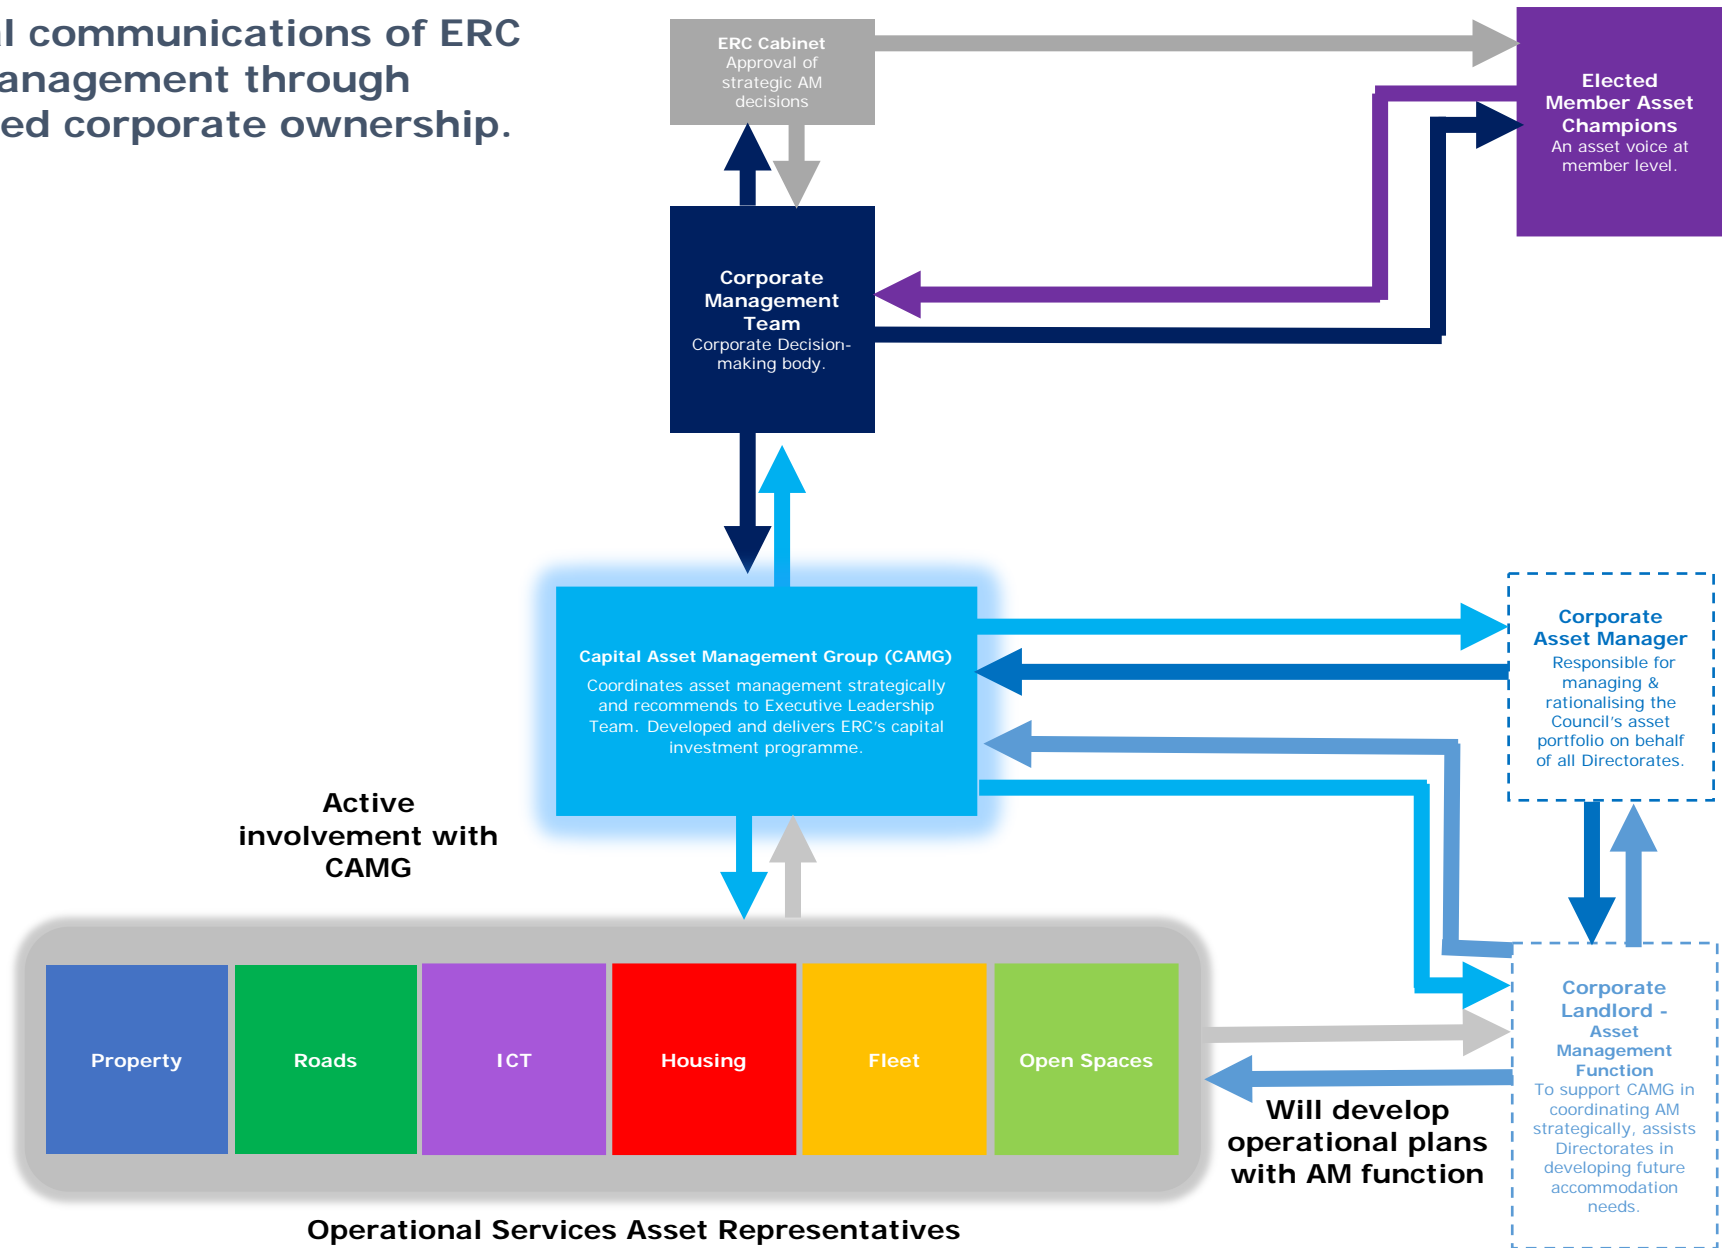 al communications of ERC
anagement through
ed corporate ownership.
ERC Cabinet
Approval of
strategic AM
decisions
Elected
Member Asset
Champions
An asset voice at
member level.
Corporate
Management
Team
Corporate Decision-
making body.
Capital Asset Management Group (CAMG)
Coordinates asset management strategically
and recommends to Executive Leadership
Team. Developed and delivers ERC's capital
investment programme.
Corporate
Asset Manager
Responsible for
managing &
rationalising the
Council's asset
portfolio on behalf
of all Directorates.
Active
involvement with
CAMG
Property
Roads
ICT
Housing
Fleet
Open Spaces
Corporate
Landlord -
Asset
Management
Function
To support CAMG in
coordinating AM
strategically, assists
Directorates in
developing future
accommodation
needs.
Will develop
operational plans
with AM function
Operational Services Asset Representatives